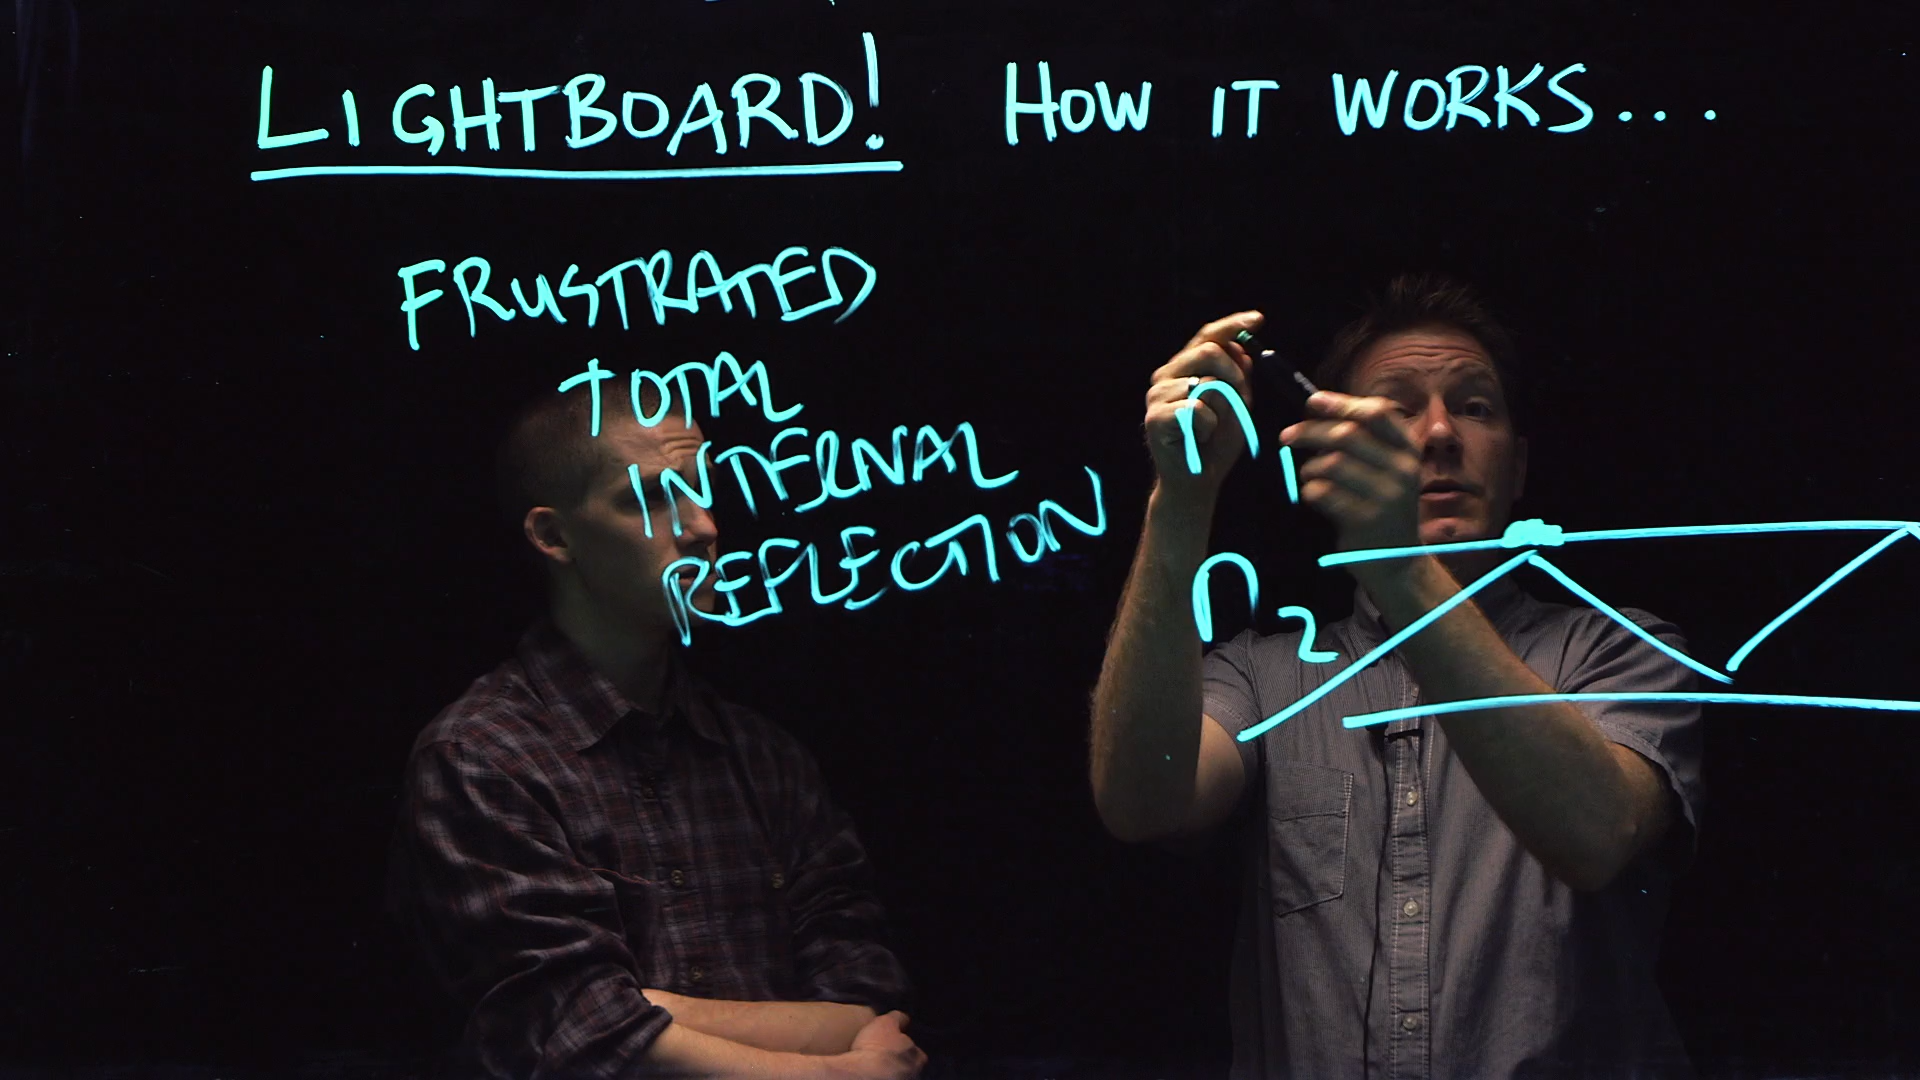 LIGHTBOARD! HOW IT WORKS...
FRUSTRATED
TOTAL
INTERNAL
REFLECTION
n1
n2